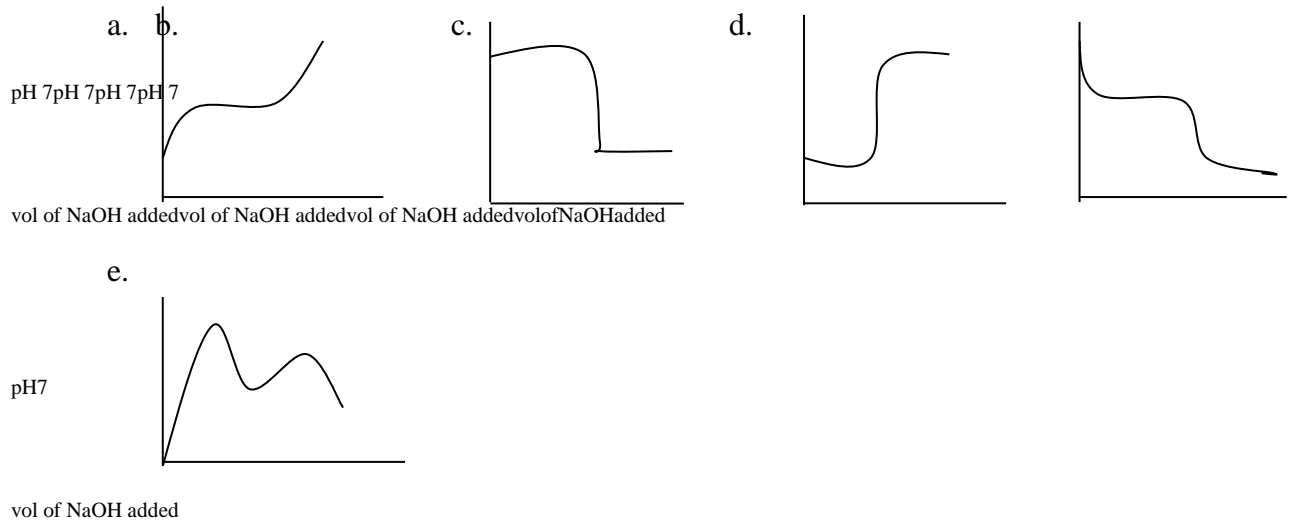 a. b. c. d.
pH 7pH 7pH 7pH 7
vol of NaOH addedvol of NaOH addedvol of NaOH addedvolofNaOHadded
e.
pH7
vol of NaOH added